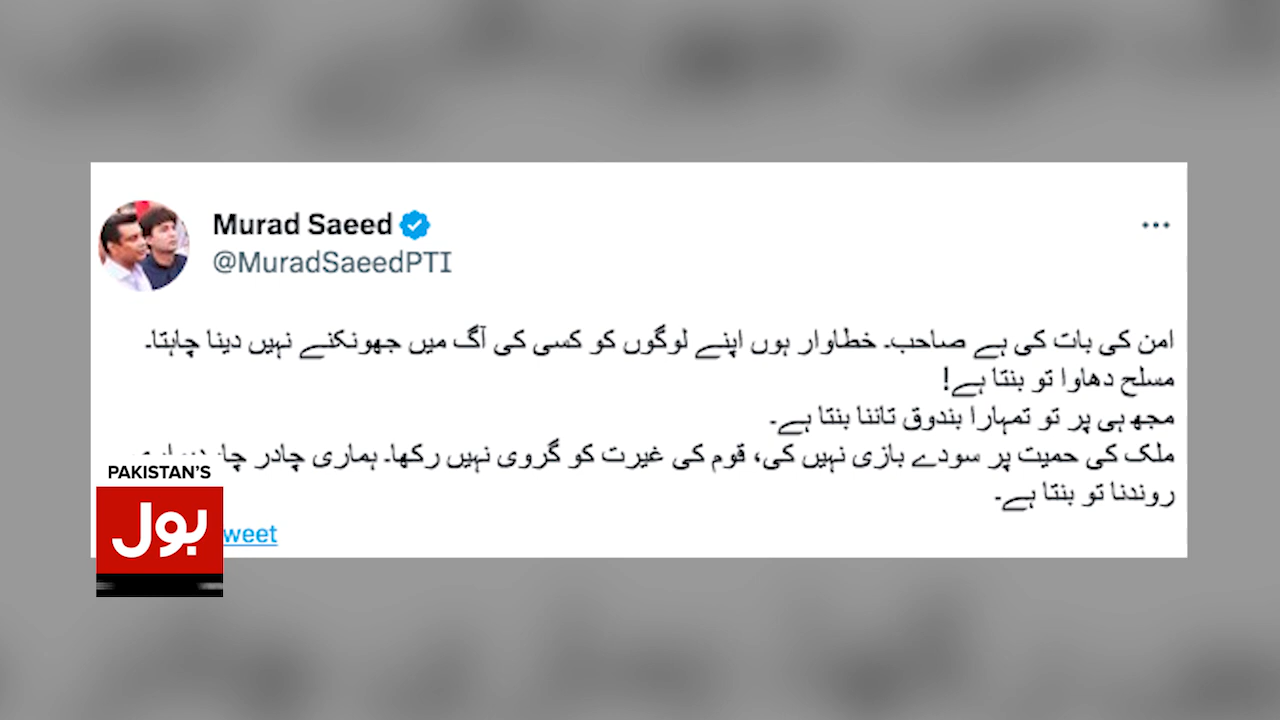 Murad Saeed
@MuradSaeedPTI
امن کی بات کی ہے صاحب۔ خطاوار ہوں اپنے لوگوں کو کسی کی آگ میں جھونکنے نہیں دینا چاہتا۔
مسلح دھاوا تو بنتا ہے!
مجھ ہی پر تو تمہارا بندوق تاننا بنتا ہے۔
ملک کی حمیت پر سودے بازی نہیں کی، قوم کی غیرت کو گروی نہیں رکھا۔ ہماری چادر
روندنا تو بنتا ہے۔
weet
PAKISTAN'S
بول